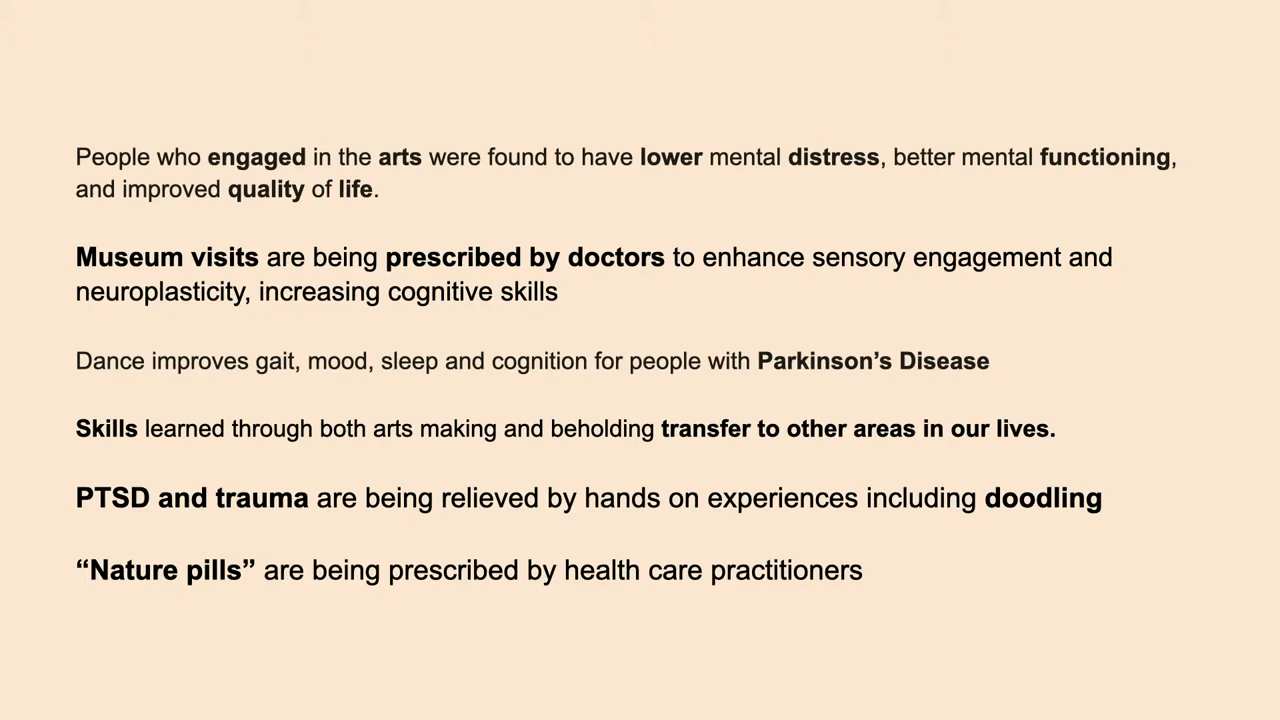 People who engaged in the arts were found to have lower mental distress, better mental functioning,
and improved quality of life.
Museum visits are being prescribed by doctors to enhance sensory engagement and
neuroplasticity, increasing cognitive skills
Dance improves gait, mood, sleep and cognition for people with Parkinson’s Disease
Skills learned through both arts making and beholding transfer to other areas in our lives.
PTSD and trauma are being relieved by hands on experiences including doodling
“Nature pills” are being prescribed by health care practitioners